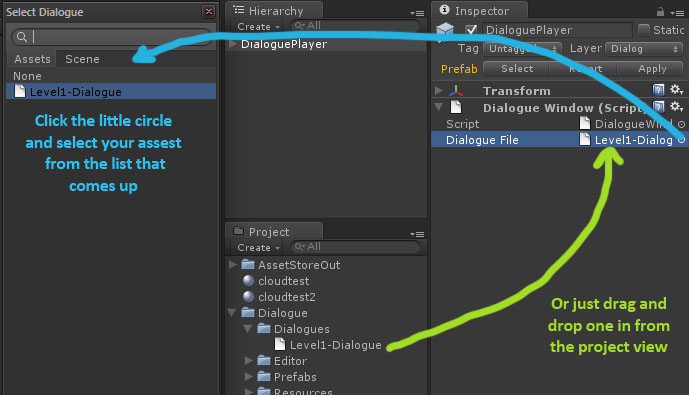 Select Dialogue
Assets
Scene
None
Level1-Dialogue
Click the little circle
and select your assest
from the list that
comes up
Hierarchy
Create
All
DialoguePlayer
Project
Create
All
AssetStoreOut
cloudtest
cloudtest2
Dialogue
Dialogues
Level1-Dialogue
Editor
Prefabs
Resources
Inspector
DialoguePlayer
Static
Tag
Layer Dialog
Prefab
Select
Apply
Transform
Dialogue Window (Script)
Script
Dialogue File
Level1-Dialog
Or just drag and
drop one in from
the project view